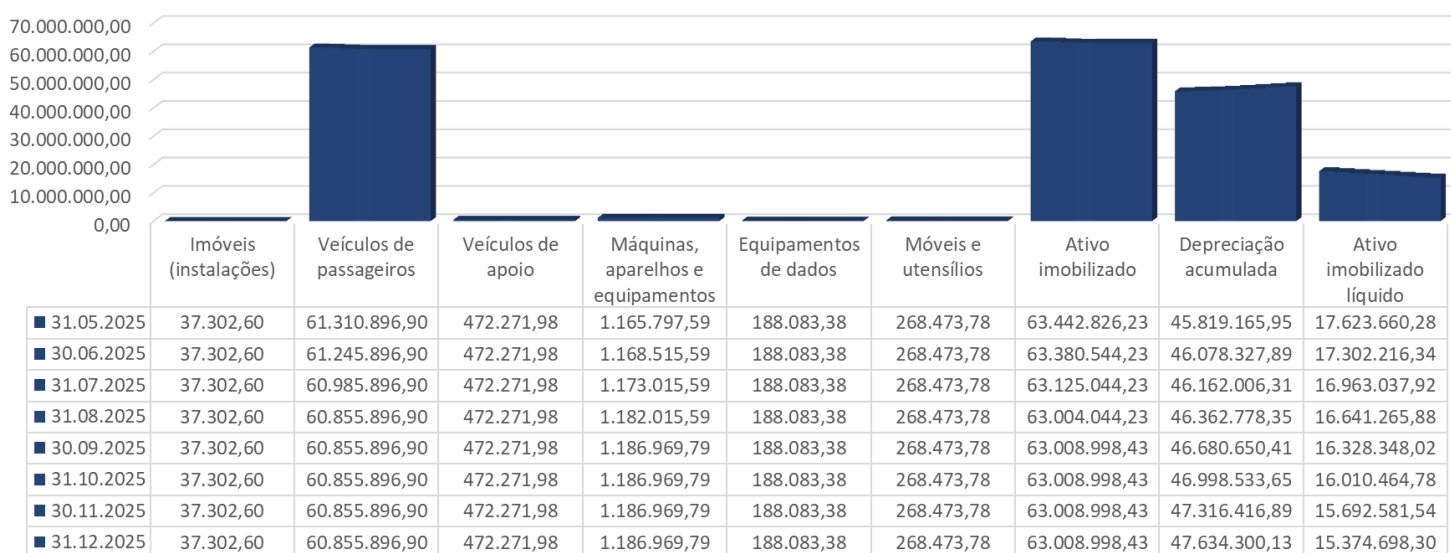 70.000.000,00
60.000.000,00
50.000.000,00
40.000.000,00
30.000.000,00
20.000.000,00
10.000.000,00
0,00
Imóveis Veículos de Veículos de Máquinas, Equipamentos Móveis e Ativo Depreciação Ativo
(instalações) passageiros apoio aparelhos e de dados utensílios imobilizado acumulada imobilizado
equipamentos líquido
31.05.2025 37.302,60 61.310.896,90 472.271,98 1.165.797,59 188.083,38 268.473,78 63.442.826,23 45.819.165,95 17.623.660,28
30.06.2025 37.302,60 61.245.896,90 472.271,98 1.168.515,59 188.083,38 268.473,78 63.380.544,23 46.078.327,89 17.302.216,34
31.07.2025 37.302,60 60.985.896,90 472.271,98 1.173.015,59 188.083,38 268.473,78 63.125.044,23 46.162.006,31 16.963.037,92
31.08.2025 37.302,60 60.855.896,90 472.271,98 1.182.015,59 188.083,38 268.473,78 63.004.044,23 46.362.778,35 16.641.265,88
30.09.2025 37.302,60 60.855.896,90 472.271,98 1.186.969,79 188.083,38 268.473,78 63.008.998,43 46.680.650,41 16.328.348,02
31.10.2025 37.302,60 60.855.896,90 472.271,98 1.186.969,79 188.083,38 268.473,78 63.008.998,43 46.998.533,65 16.010.464,78
30.11.2025 37.302,60 60.855.896,90 472.271,98 1.186.969,79 188.083,38 268.473,78 63.008.998,43 47.316.416,89 15.692.581,54
31.12.2025 37.302,60 60.855.896,90 472.271,98 1.186.969,79 188.083,38 268.473,78 63.008.998,43 47.634.300,13 15.374.698,30